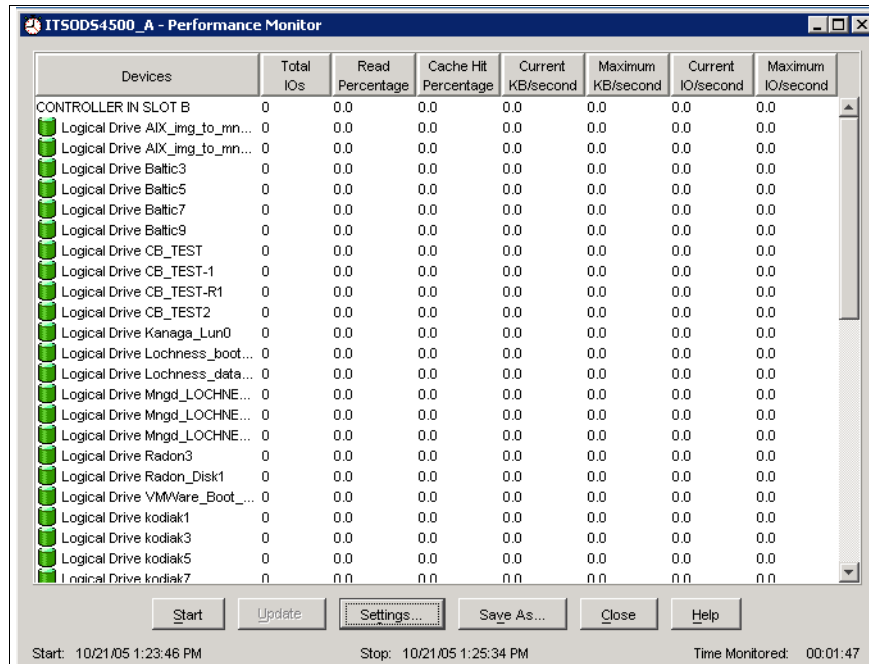 ITSODS4500_A - Performance Monitor
Devices Total IOs Read Percentage Cache Hit Percentage Current KB/second Maximum KB/second Current IO/second Maximum IO/second
CONTROLLER IN SLOT B 0 0.0 0.0 0.0 0.0 0.0 0.0
Logical Drive AIX_img_to_mn... 0 0.0 0.0 0.0 0.0 0.0 0.0
Logical Drive AIX_img_to_mn... 0 0.0 0.0 0.0 0.0 0.0 0.0
Logical Drive Baltic3 0 0.0 0.0 0.0 0.0 0.0 0.0
Logical Drive Baltic5 0 0.0 0.0 0.0 0.0 0.0 0.0
Logical Drive Baltic7 0 0.0 0.0 0.0 0.0 0.0 0.0
Logical Drive Baltic9 0 0.0 0.0 0.0 0.0 0.0 0.0
Logical Drive CB_TEST 0 0.0 0.0 0.0 0.0 0.0 0.0
Logical Drive CB_TEST-1 0 0.0 0.0 0.0 0.0 0.0 0.0
Logical Drive CB_TEST-R1 0 0.0 0.0 0.0 0.0 0.0 0.0
Logical Drive CB_TEST2 0 0.0 0.0 0.0 0.0 0.0 0.0
Logical Drive Kanaga_Lun0 0 0.0 0.0 0.0 0.0 0.0 0.0
Logical Drive Lochness_boot... 0 0.0 0.0 0.0 0.0 0.0 0.0
Logical Drive Lochness_data... 0 0.0 0.0 0.0 0.0 0.0 0.0
Logical Drive Mngd_LOCHNE... 0 0.0 0.0 0.0 0.0 0.0 0.0
Logical Drive Mngd_LOCHNE... 0 0.0 0.0 0.0 0.0 0.0 0.0
Logical Drive Mngd_LOCHNE... 0 0.0 0.0 0.0 0.0 0.0 0.0
Logical Drive Radon3 0 0.0 0.0 0.0 0.0 0.0 0.0
Logical Drive Radon_Disk1 0 0.0 0.0 0.0 0.0 0.0 0.0
Logical Drive VMWare_Boot_... 0 0.0 0.0 0.0 0.0 0.0 0.0
Logical Drive kodiak1 0 0.0 0.0 0.0 0.0 0.0 0.0
Logical Drive kodiak3 0 0.0 0.0 0.0 0.0 0.0 0.0
Logical Drive kodiak5 0 0.0 0.0 0.0 0.0 0.0 0.0
Logical Drive kodiak7 0 0.0 0.0 0.0 0.0 0.0 0.0
Start Update Settings... Save As... Close Help
Start: 10/21/05 1:23:46 PM Stop: 10/21/05 1:25:34 PM Time Monitored: 00:01:47